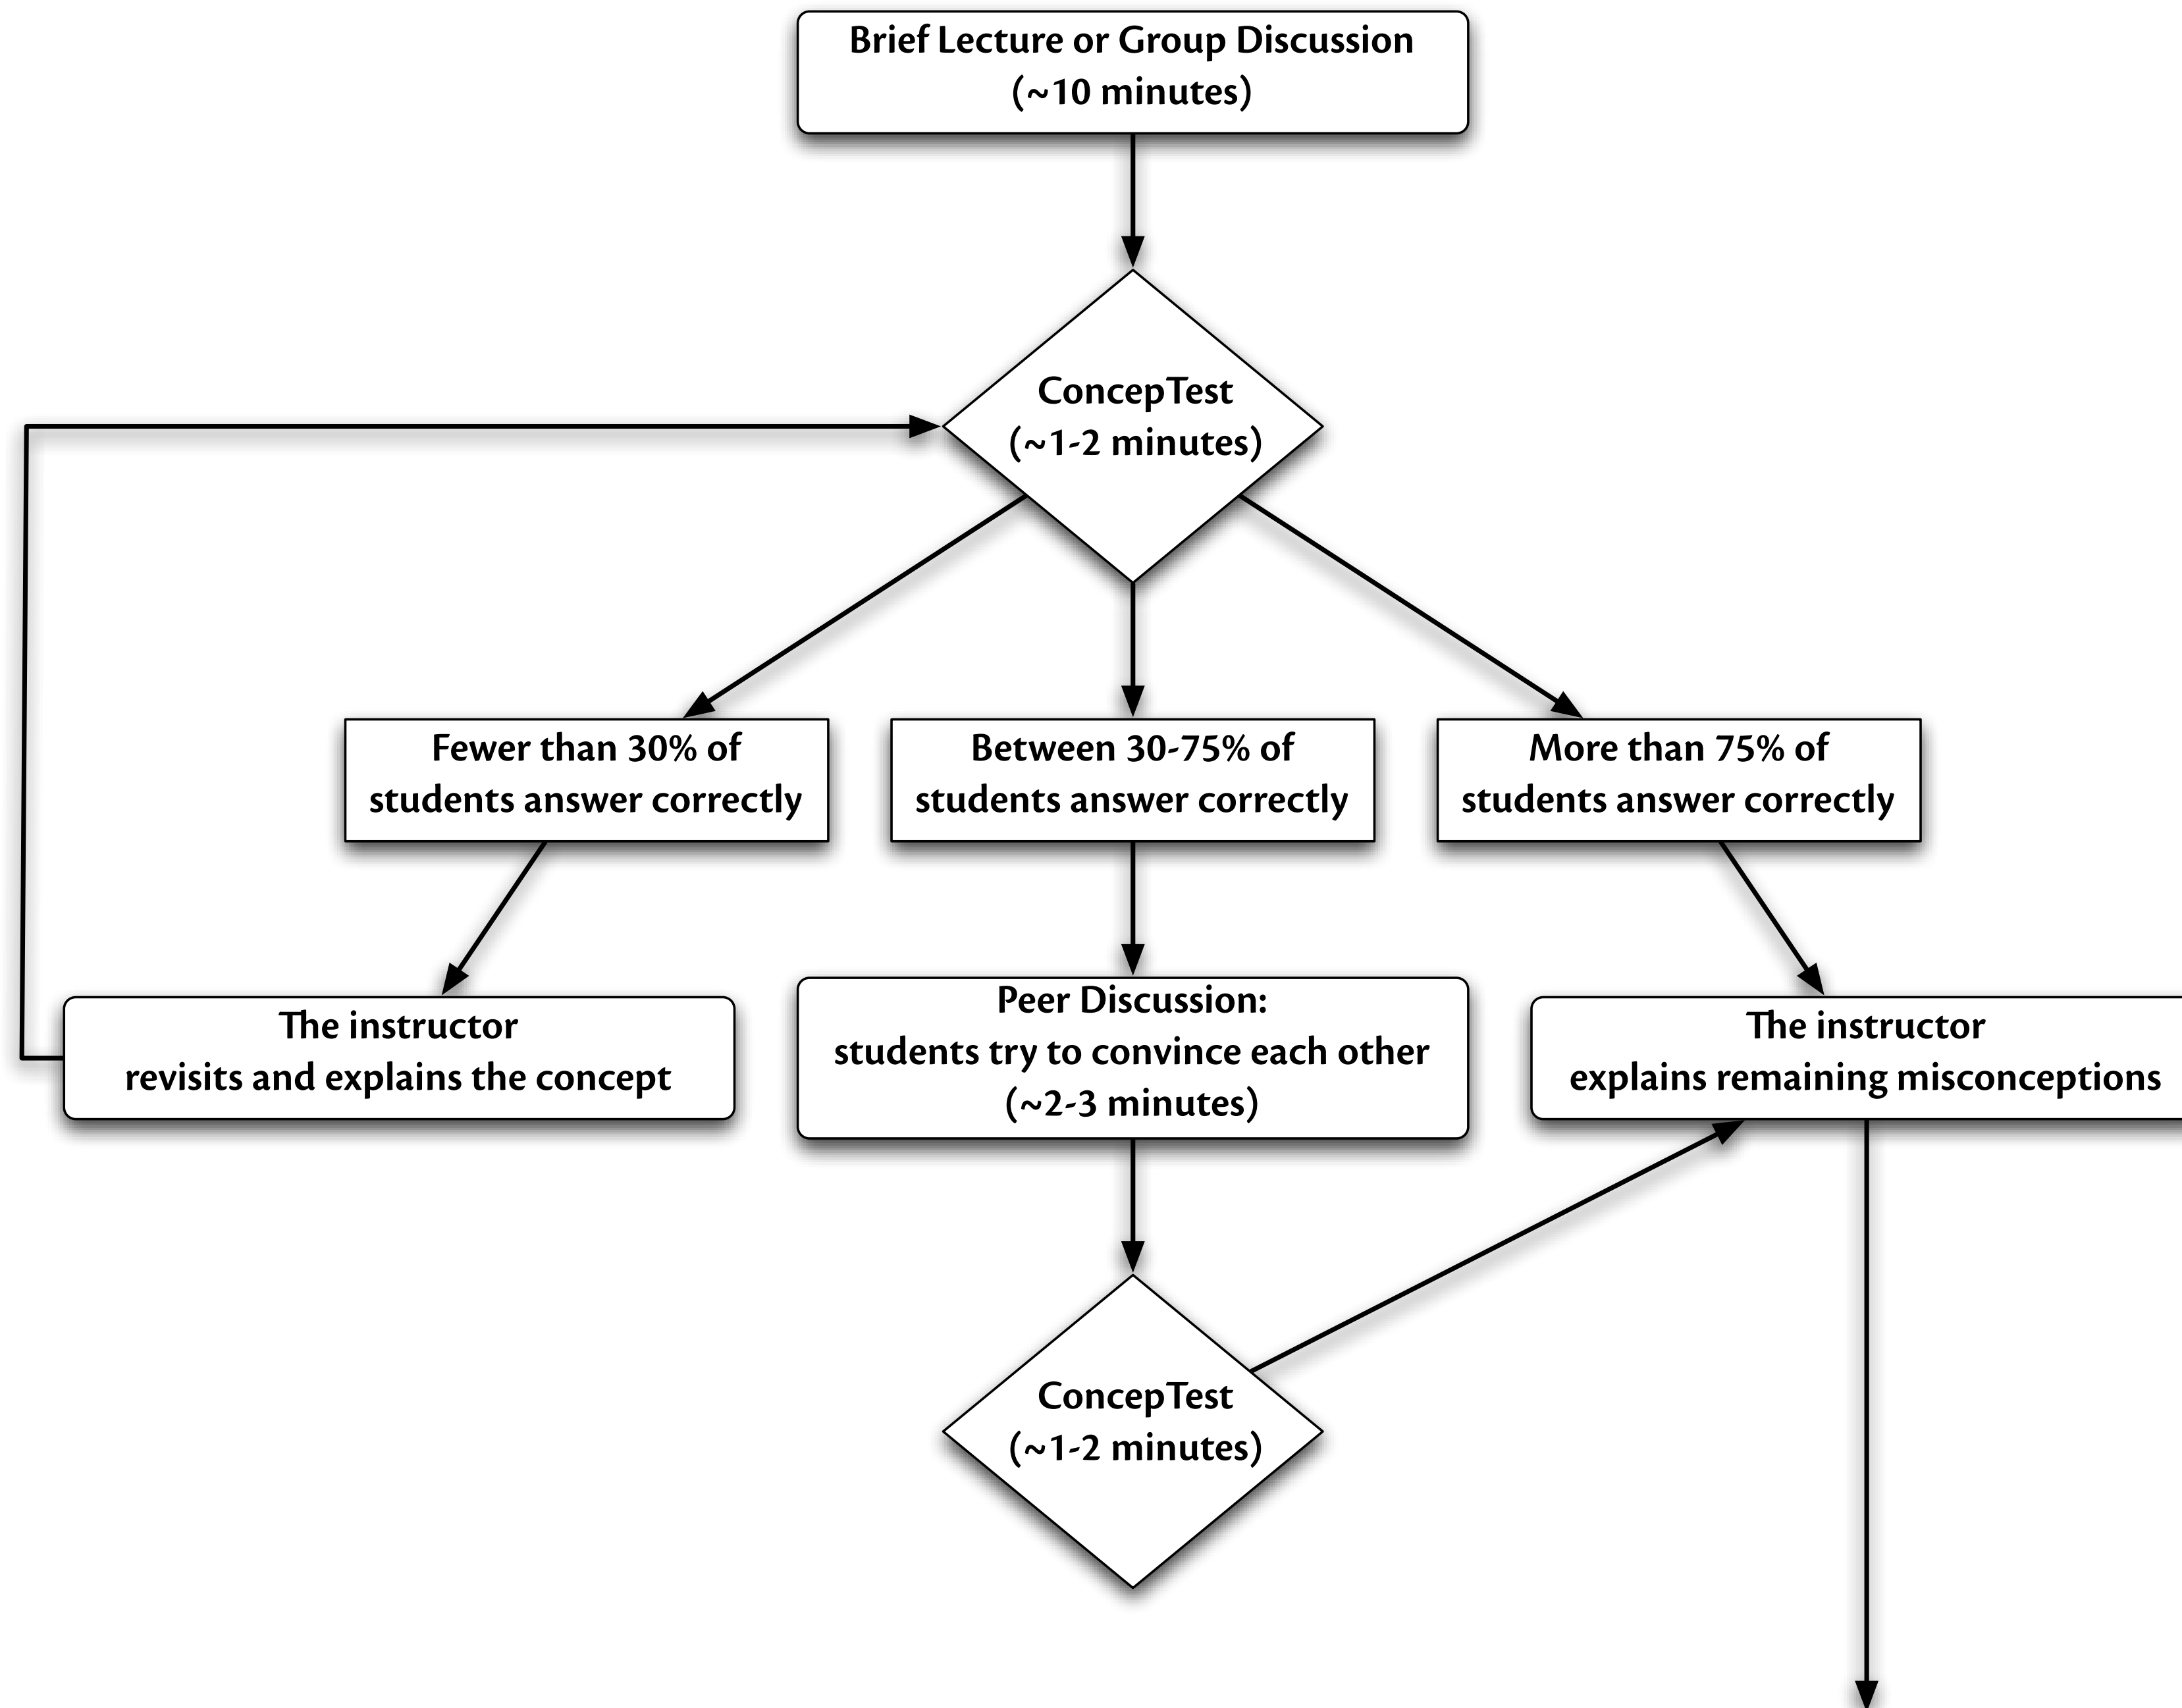 Brief Lecture or Group Discussion
(~10 minutes)
ConcepTest
(~1-2 minutes)
Fewer than 30% of
students answer correctly
Between 30-75% of
students answer correctly
More than 75% of
students answer correctly
The instructor
revisits and explains the concept
Peer Discussion:
students try to convince each other
(~2-3 minutes)
The instructor
explains remaining misconceptions
ConcepTest
(~1-2 minutes)